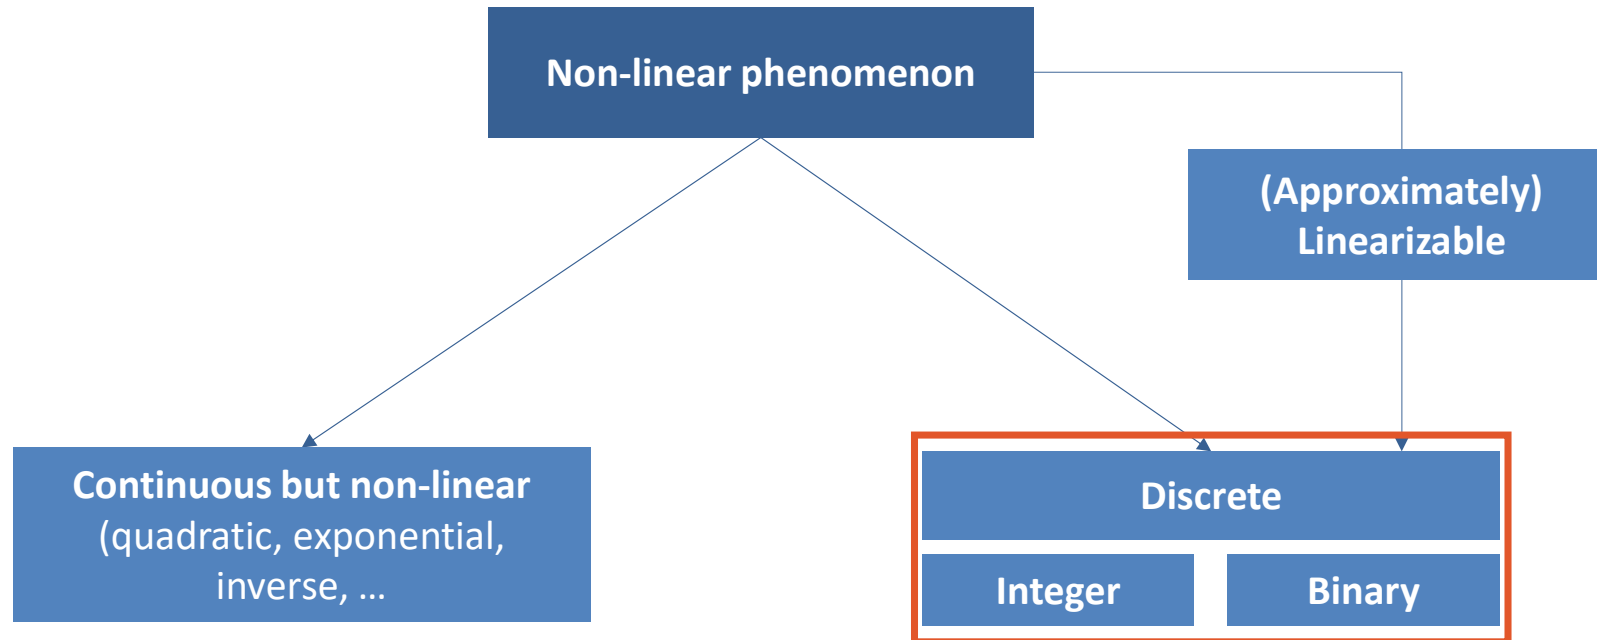 Non-linear phenomenon
(Approximately)
Linearizable
Continuous but non-linear
(quadratic, exponential,
inverse, ...
Discrete
Integer
Binary